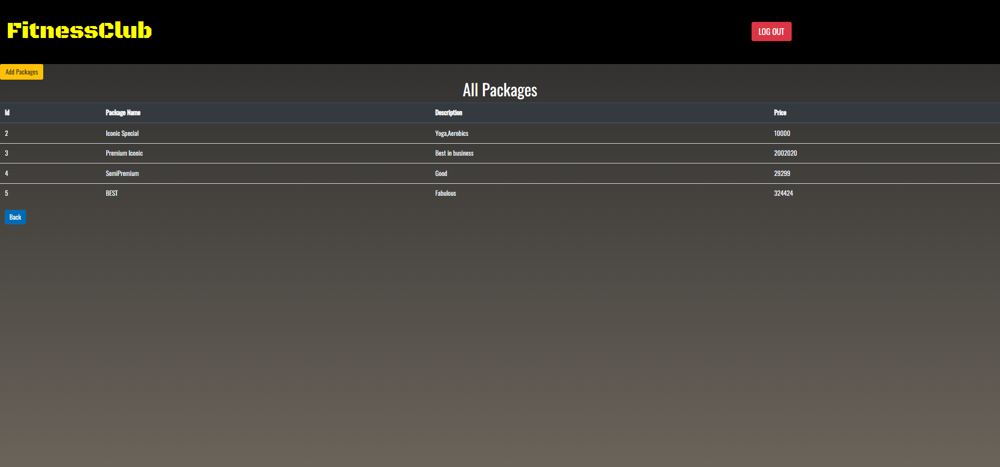 FitnessClub
LOG OUT
Add Packages
All Packages
Id Package Name Description Price
2 Iconic Special Yoga,Aerobics 10000
3 Premium Iconic Best in business 2002020
4 SemiPremium Good 29299
5 BEST Fabulous 324424
Back